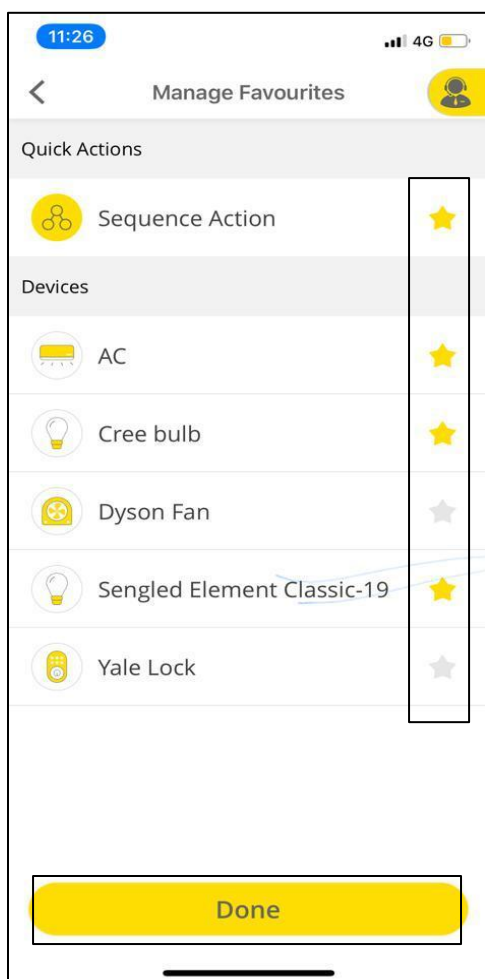 11:26
4G
Manage Favourites
Quick Actions
Sequence Action
Devices
AC
Cree bulb
Dyson Fan
Sengled Element Classic-19
Yale Lock
Done